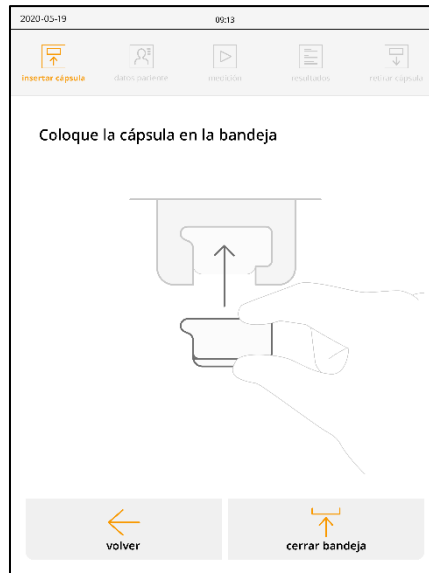 2020-05-19 09:13
insertar cápsula datos paciente medición resultados retirar cápsula
Coloque la cápsula en la bandeja
volver cerrar bandeja